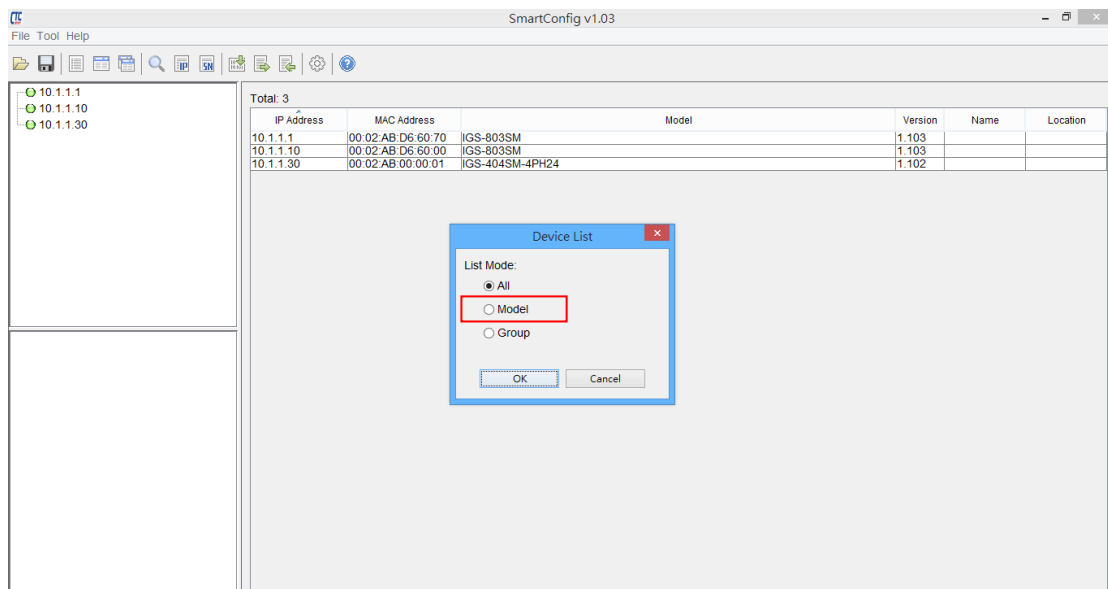 CTC
SmartConfig v1.03
File Tool Help
IP SN
10.1.1.1
10.1.1.10
10.1.1.30
Total: 3
IP Address MAC Address Model Version Name Location
10.1.1.1 00:02:AB:D6:60:70 IGS-803SM 1.103
10.1.1.10 00:02:AB:D6:60:00 IGS-803SM 1.103
10.1.1.30 00:02:AB:00:00:01 IGS-404SM-4PH24 1.102
Device List
List Mode:
All
Model
Group
OK Cancel